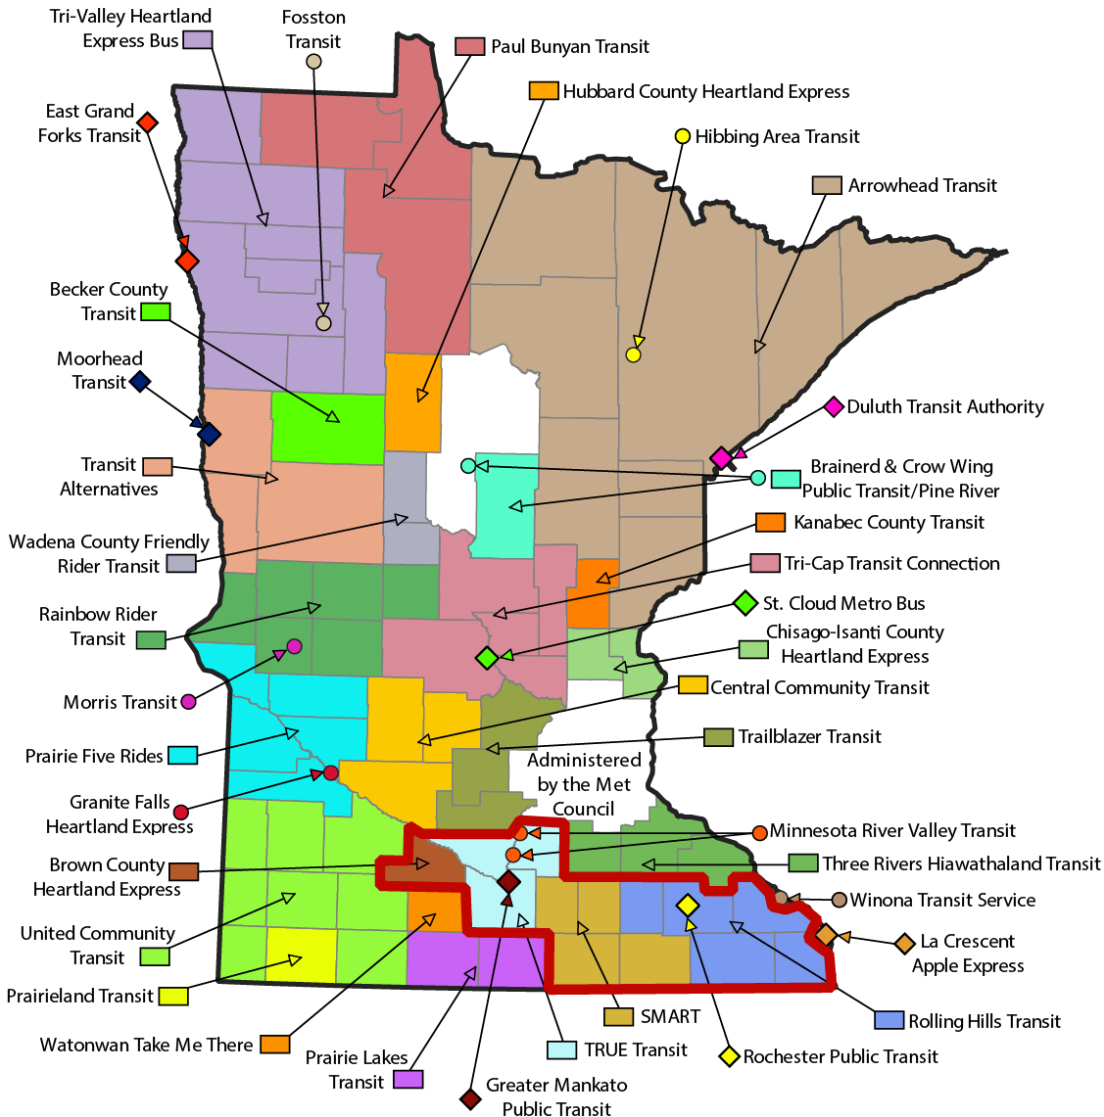 Tri-Valley Heartland
Express Bus
Fosston
Transit
Paul Bunyan Transit
Hubbard County Heartland Express
East Grand
Forks Transit
Hibbing Area Transit
Arrowhead Transit
Becker County
Transit
Moorhead
Transit
Duluth Transit Authority
Transit
Alternatives
Brainerd & Crow Wing
Public Transit/Pine River
Kanabec County Transit
Wadena County Friendly
Rider Transit
Tri-Cap Transit Connection
Rainbow Rider
Transit
St. Cloud Metro Bus
Chisago-Isanti County
Heartland Express
Morris Transit
Central Community Transit
Prairie Five Rides
Trailblazer Transit
Administered
by the Met
Council
Granite Falls
Heartland Express
Minnesota River Valley Transit
Brown County
Heartland Express
Three Rivers Hiawathaland Transit
Winona Transit Service
United Community
Transit
La Crescent
Apple Express
Prairieland Transit
SMART
Rolling Hills Transit
Watonwan Take Me There
TRUE Transit
Rochester Public Transit
Prairie Lakes
Transit
Greater Mankato
Public Transit